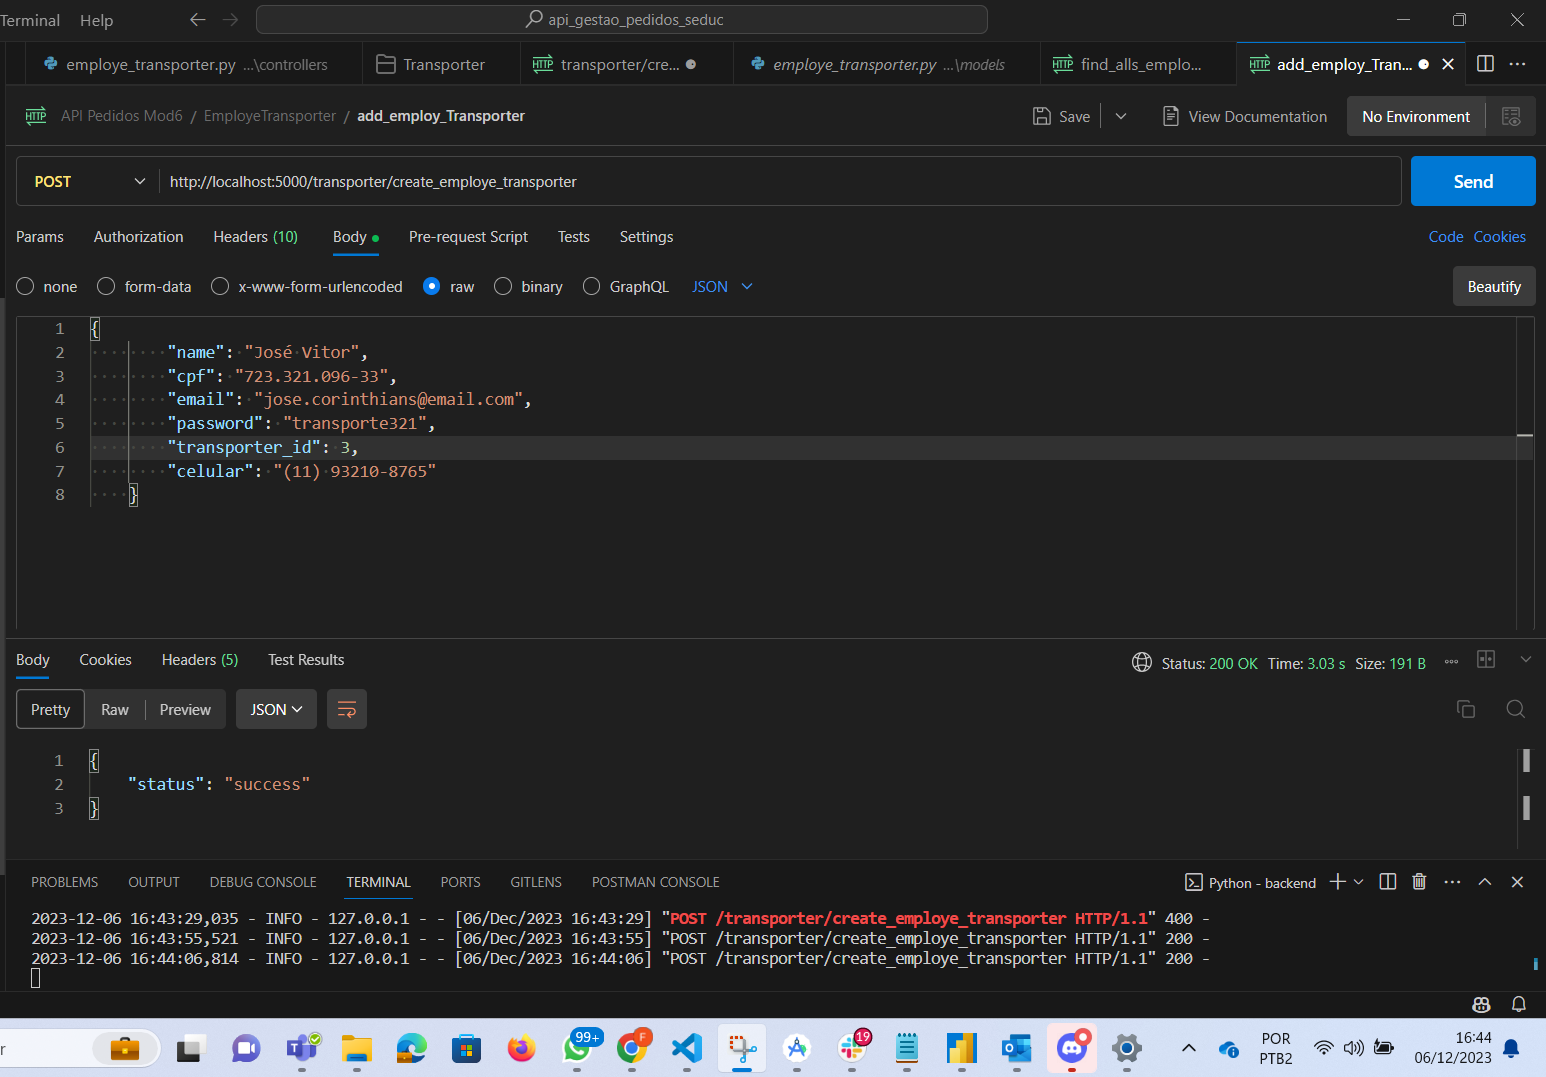 Terminal Help api_gestao_pedidos_seduc
employe_transporter.py ...\controllers Transporter HTTP transporter/cre... employe_transporter.py ...\models HTTP find_alls_emplo... HTTP add_employ_Tran...
HTTP API Pedidos Mod6 / EmployeTransporter / add_employ_Transporter Save View Documentation No Environment
POST http://localhost:5000/transporter/create_employe_transporter Send
Params Authorization Headers (10) Body Pre-request Script Tests Settings Code Cookies
none form-data x-www-form-urlencoded raw binary GraphQL JSON Beautify
1 {
2 "name": "José Vitor",
3 "cpf": "723.321.096-33",
4 "email": "jose.corinthians@email.com",
5 "password": "transporte321",
6 "transporter_id": 3,
7 "celular": "(11) 93210-8765"
8 }
Body Cookies Headers (5) Test Results Status: 200 OK Time: 3.03 s Size: 191 B
Pretty Raw Preview JSON
1 {
2 "status": "success"
3 }
PROBLEMS OUTPUT DEBUG CONSOLE TERMINAL PORTS GITLENS POSTMAN CONSOLE Python - backend
2023-12-06 16:43:29,035 - INFO - 127.0.0.1 - - [06/Dec/2023 16:43:29] "POST /transporter/create_employe_transporter HTTP/1.1" 400 -
2023-12-06 16:43:55,521 - INFO - 127.0.0.1 - - [06/Dec/2023 16:43:55] "POST /transporter/create_employe_transporter HTTP/1.1" 200 -
2023-12-06 16:44:06,814 - INFO - 127.0.0.1 - - [06/Dec/2023 16:44:06] "POST /transporter/create_employe_transporter HTTP/1.1" 200 -
r 99+ F 19 POR 16:44
PTB2 06/12/2023